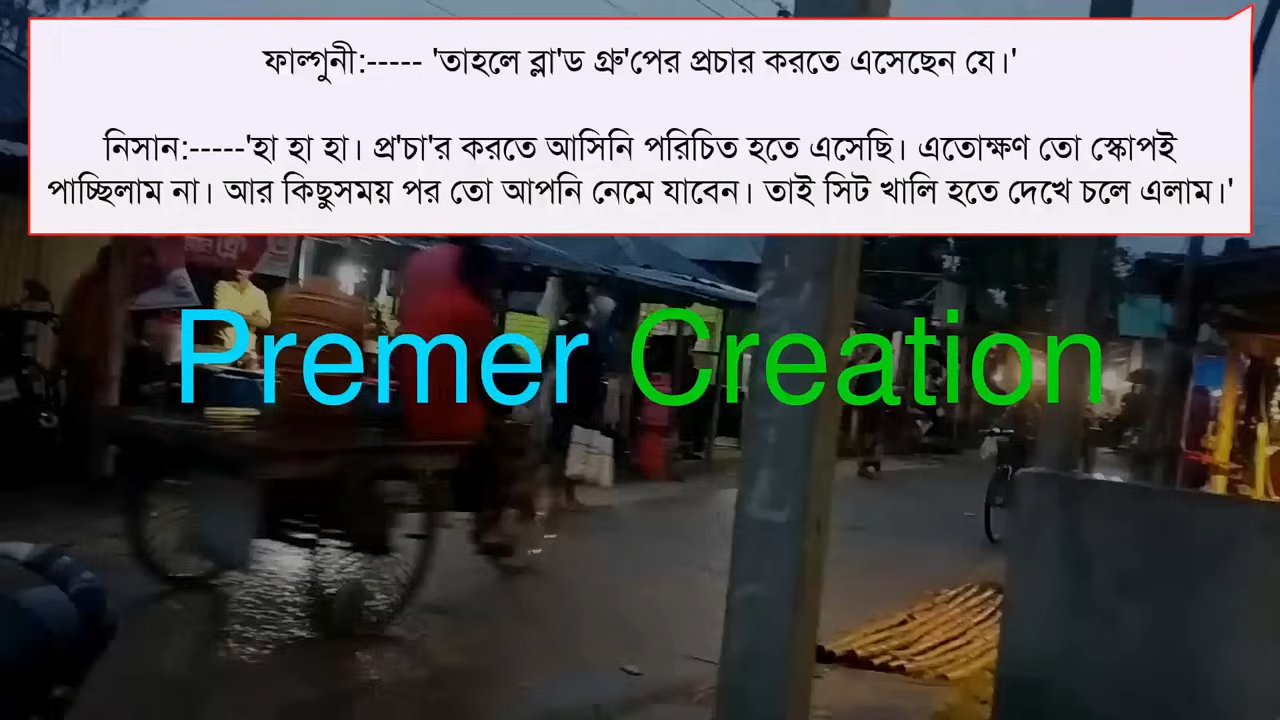 ফাল্গুনী:----- 'তাহলে ব্লা'ড গ্রু'পের প্রচার করতে এসেছেন যে।'
নিসান:-----'হা হা হা। প্র'চা'র করতে আসিনি পরিচিত হতে এসেছি। এতোক্ষণ তো স্কোপই
পাচ্ছিলাম না। আর কিছুসময় পর তো আপনি নেমে যাবেন। তাই সিট খালি হতে দেখে চলে এলাম।'
Premer Creation